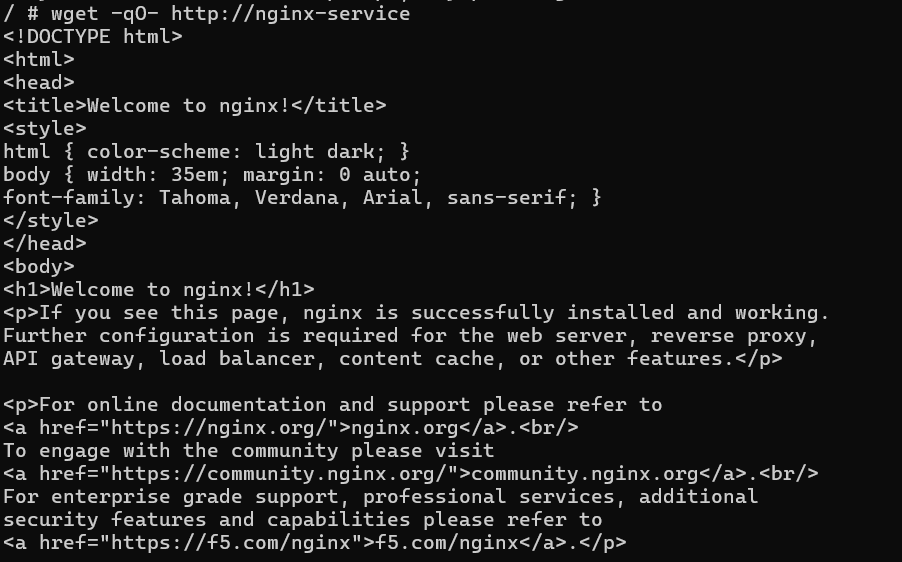 / # wget -qO- http://nginx-service
<!DOCTYPE html>
<html>
<head>
<title>Welcome to nginx!</title>
<style>
html { color-scheme: light dark; }
body { width: 35em; margin: 0 auto;
font-family: Tahoma, Verdana, Arial, sans-serif; }
</style>
</head>
<body>
<h1>Welcome to nginx!</h1>
<p>If you see this page, nginx is successfully installed and working.
Further configuration is required for the web server, reverse proxy,
API gateway, load balancer, content cache, or other features.</p>

<p>For online documentation and support please refer to
<a href="https://nginx.org/">nginx.org</a>.<br/>
To engage with the community please visit
<a href="https://community.nginx.org/">community.nginx.org</a>.<br/>
For enterprise grade support, professional services, additional
security features and capabilities please refer to
<a href="https://f5.com/nginx">f5.com/nginx</a>.</p>